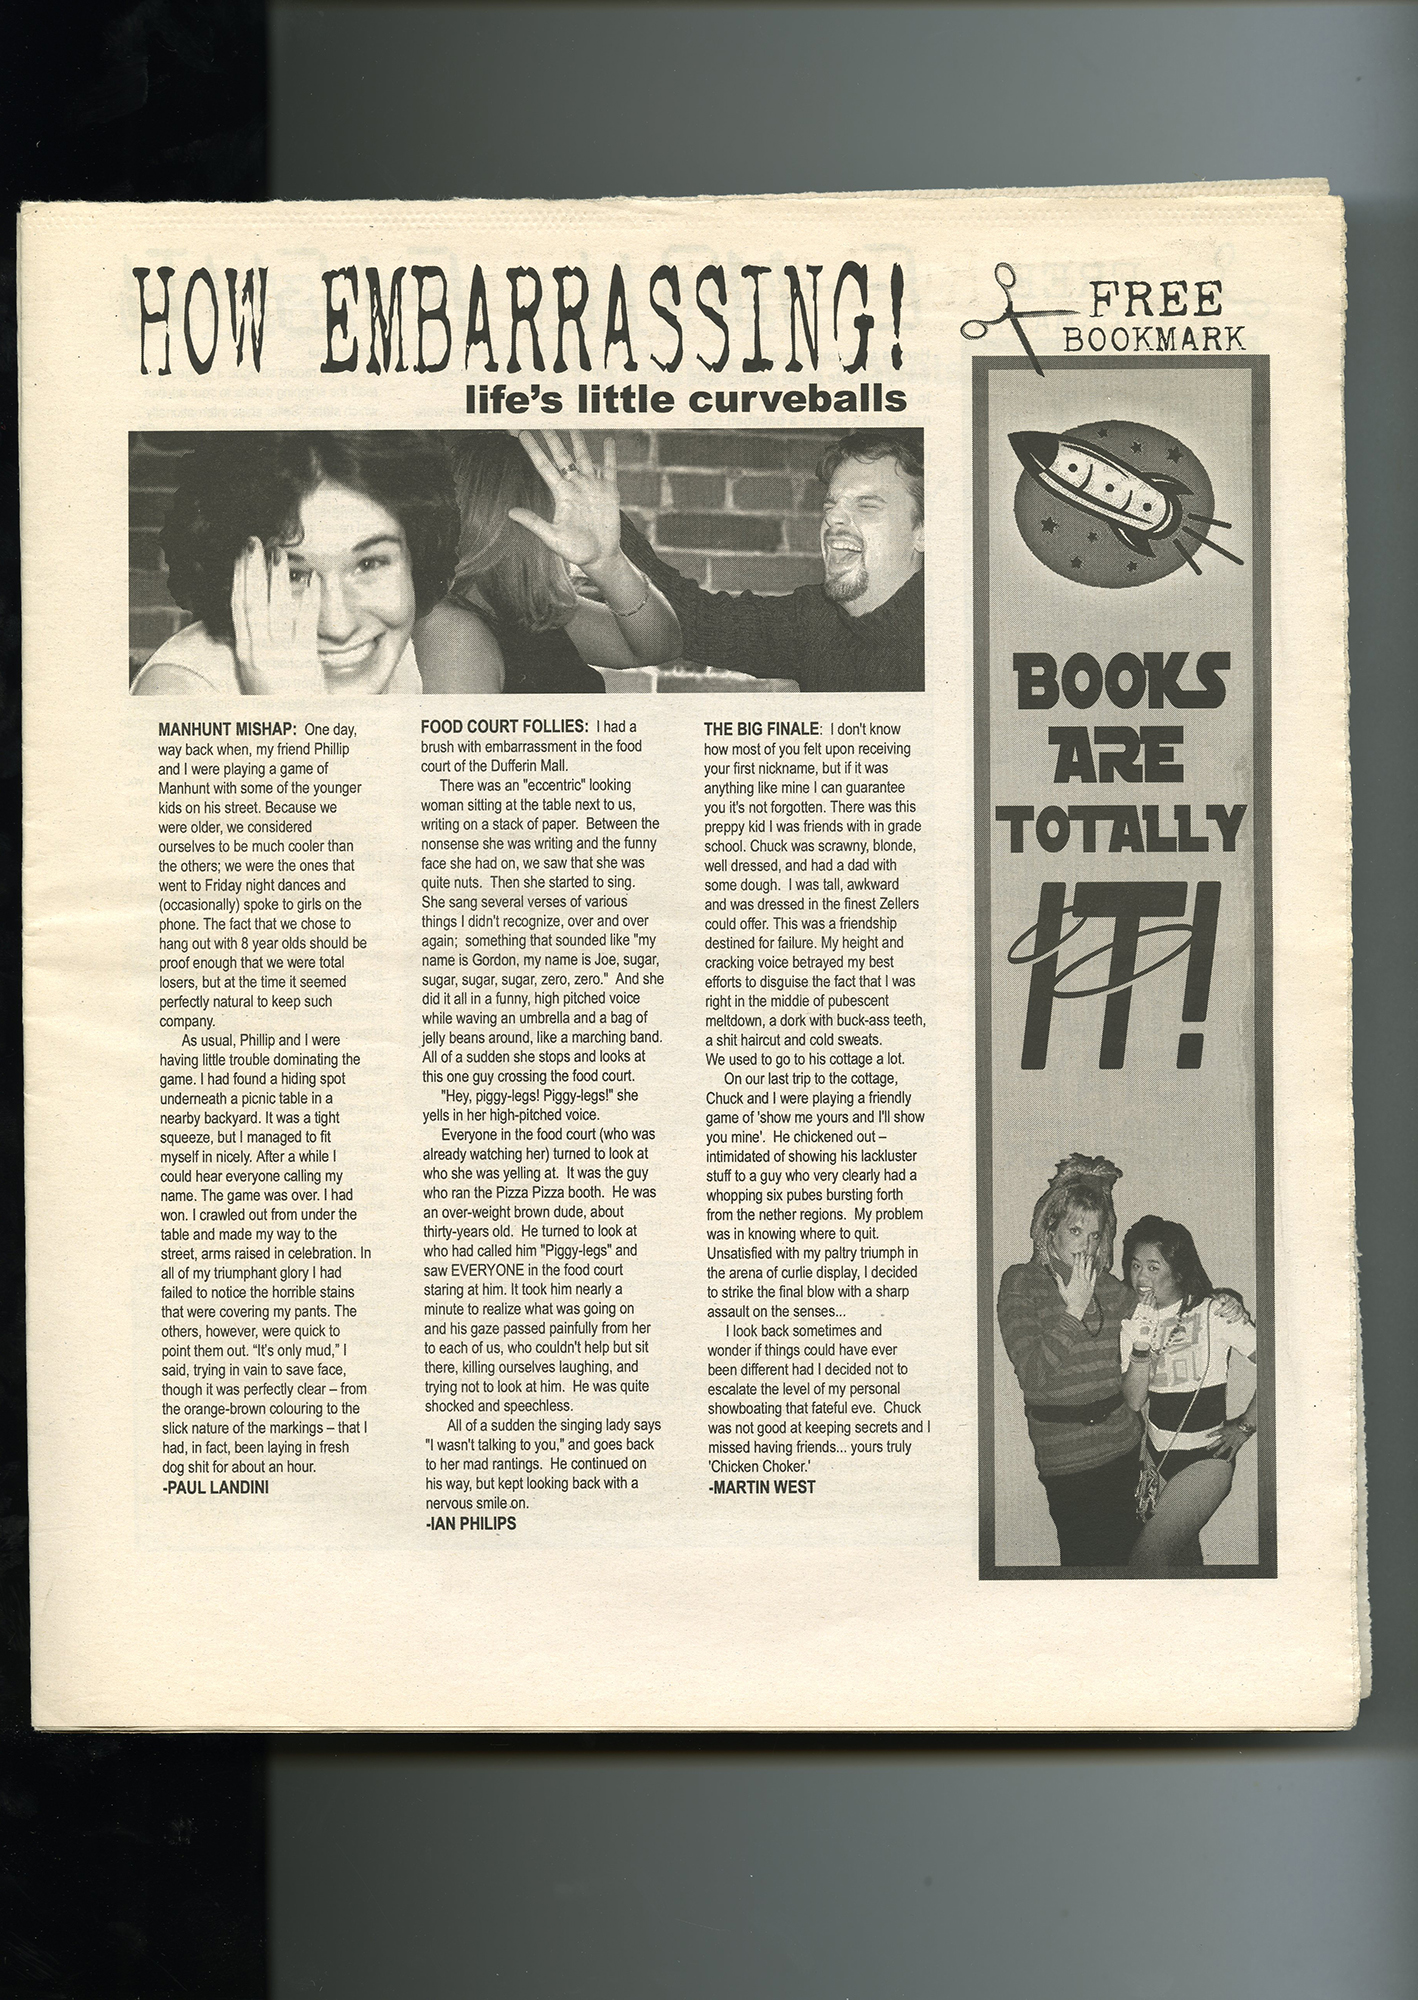 HOW EMBARRASSING!
life's little curveballs
MANHUNT MISHAP: One day,
way back when, my friend Phillip
and I were playing a game of
Manhunt with some of the younger
kids on his street. Because we
were older, we considered
ourselves to be much cooler than
the others; we were the ones that
went to Friday night dances and
(occasionally) spoke to girls on the
phone. The fact that we chose to
hang out with 8 year olds should be
proof enough that we were total
losers, but at the time it seemed
perfectly natural to keep such
company.
As usual, Phillip and I were
having little trouble dominating the
game. I had found a hiding spot
underneath a picnic table in a
nearby backyard. It was a tight
squeeze, but I managed to fit
myself in nicely. After a while I
could hear everyone calling my
name. The game was over. I had
won. I crawled out from under the
table and made my way to the
street, arms raised in celebration. In
all of my triumphant glory I had
failed to notice the horrible stains
that were covering my pants. The
others, however, were quick to
point them out. “It's only mud,” I
said, trying in vain to save face,
though it was perfectly clear – from
the orange-brown colouring to the
slick nature of the markings – that I
had, in fact, been laying in fresh
dog shit for about an hour.
-PAUL LANDINI
FOOD COURT FOLLIES: I had a
brush with embarrassment in the food
court of the Dufferin Mall.
There was an "eccentric" looking
woman sitting at the table next to us,
writing on a stack of paper. Between the
nonsense she was writing and the funny
face she had on, we saw that she was
quite nuts. Then she started to sing.
She sang several verses of various
things I didn't recognize, over and over
again; something that sounded like "my
name is Gordon, my name is Joe, sugar,
sugar, sugar, sugar, zero, zero." And she
did it all in a funny, high pitched voice
while waving an umbrella and a bag of
jelly beans around, like a marching band.
All of a sudden she stops and looks at
this one guy crossing the food court.
"Hey, piggy-legs! Piggy-legs!" she
yells in her high-pitched voice.
Everyone in the food court (who was
already watching her) turned to look at
who she was yelling at. It was the guy
who ran the Pizza Pizza booth. He was
an over-weight brown dude, about
thirty-years old. He turned to look at
who had called him "Piggy-legs" and
saw EVERYONE in the food court
staring at him. It took him nearly a
minute to realize what was going on
and his gaze passed painfully from her
to each of us, who couldn't help but sit
there, killing ourselves laughing, and
trying not to look at him. He was quite
shocked and speechless.
All of a sudden the singing lady says
"I wasn't talking to you," and goes back
to her mad rantings. He continued on
his way, but kept looking back with a
nervous smile on.
-IAN PHILIPS
THE BIG FINALE: I don't know
how most of you felt upon receiving
your first nickname, but if it was
anything like mine I can guarantee
you it's not forgotten. There was this
preppy kid I was friends with in grade
school. Chuck was scrawny, blonde,
well dressed, and had a dad with
some dough. I was tall, awkward
and was dressed in the finest Zellers
could offer. This was a friendship
destined for failure. My height and
cracking voice betrayed my best
efforts to disguise the fact that I was
right in the middle of pubescent
meltdown, a dork with buck-ass teeth,
a shit haircut and cold sweats.
We used to go to his cottage a lot.
On our last trip to the cottage,
Chuck and I were playing a friendly
game of 'show me yours and I'll show
you mine'. He chickened out –
intimidated of showing his lackluster
stuff to a guy who very clearly had a
whopping six pubes bursting forth
from the nether regions. My problem
was in knowing where to quit.
Unsatisfied with my paltry triumph in
the arena of curlie display, I decided
to strike the final blow with a sharp
assault on the senses...
I look back sometimes and
wonder if things could have ever
been different had I decided not to
escalate the level of my personal
showboating that fateful eve. Chuck
was not good at keeping secrets and I
missed having friends... yours truly
'Chicken Choker.'
-MARTIN WEST
FREE
BOOKMARK
BOOKS
ARE
TOTALLY
IT!